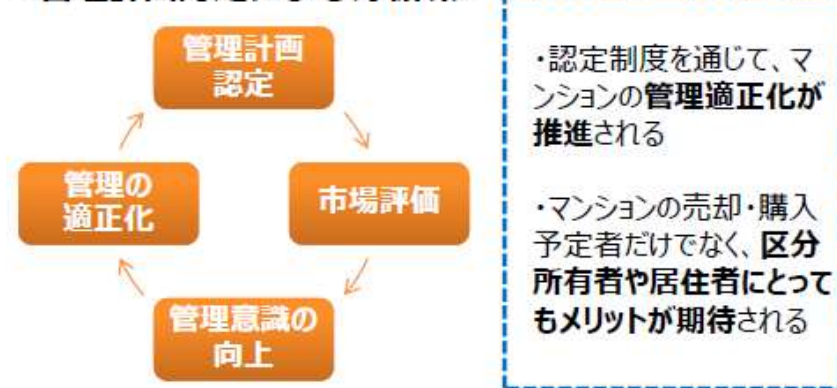 管理計画
認定
管理の
適正化
市場評価
管理意識の
向上
・認定制度を通じて、マ
ンションの管理適正化が
推進される
・マンションの売却・購入
予定者だけでなく、区分
所有者や居住者にとって
もメリットが期待される